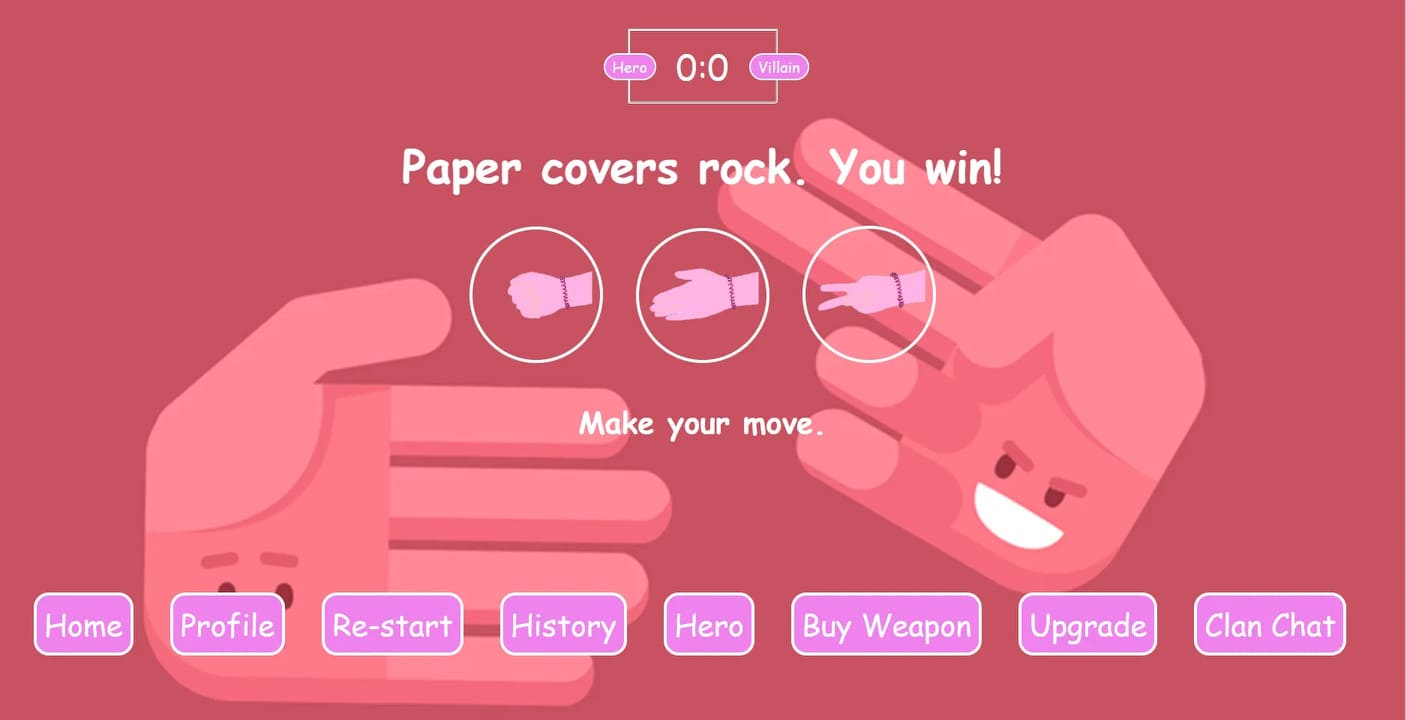 Hero 0:0 Villain
Paper covers rock. You win!
Make your move.
Home Profile Re-start History Hero Buy Weapon Upgrade Clan Chat